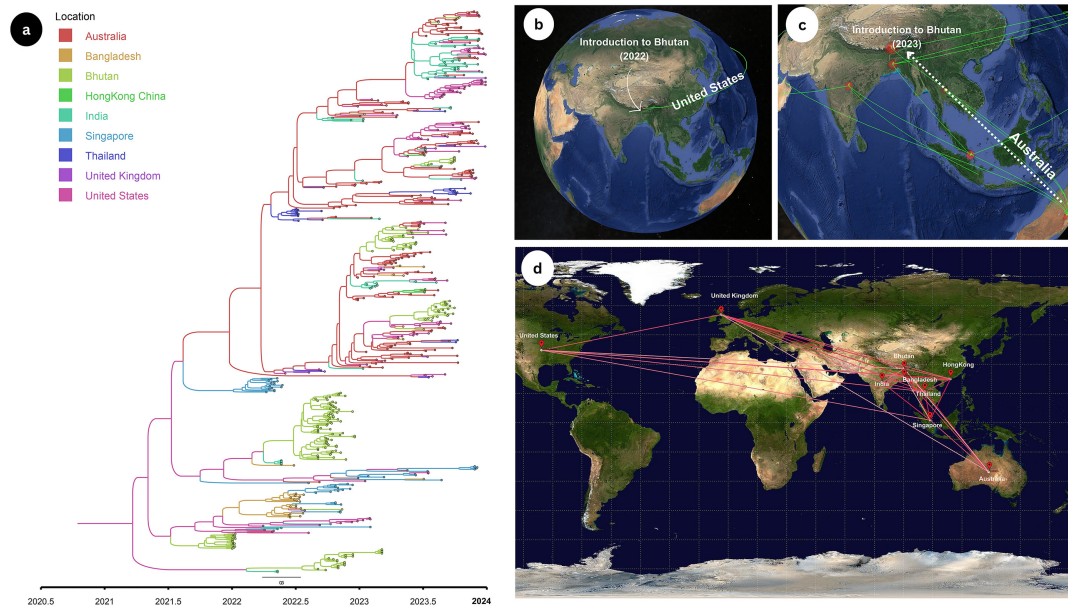 a
Location
Australia
Bangladesh
Bhutan
HongKong China
India
Singapore
Thailand
United Kingdom
United States
2020.5 2021 2021.5 2022 2022.5 2023 2023.5 2024
b
Introduction to Bhutan
(2022)
United States
c
Introduction to Bhutan
(2023)
Australia
d
United Kingdom
United States
Bhutan
HongKong
India
Bangladesh
Thailand
Singapore
Australia